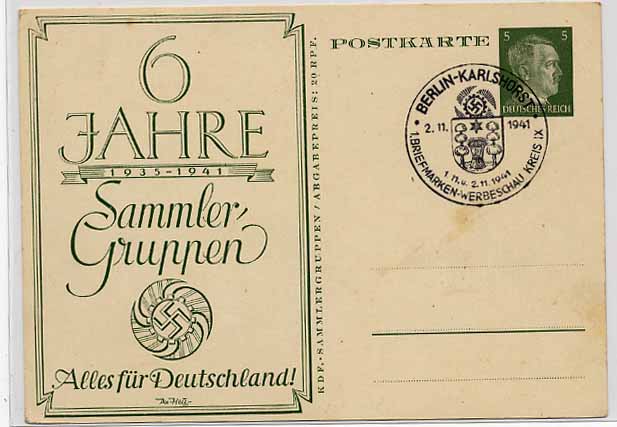 6
JAHRE
1935-1941
Sammler-
Gruppen
Alles für Deutschland!
KDF.-SAMMLERGRUPPEN / ABGABEPREIS: 20 RPF.
POSTKARTE
5 5
DEUTSCHES REICH
BERLIN-KARLSHORST
2.11. 1941
1. 11. u. 2. 11. 1941
1. BRIEFMARKEN-WERBESCHAU KREIS IX